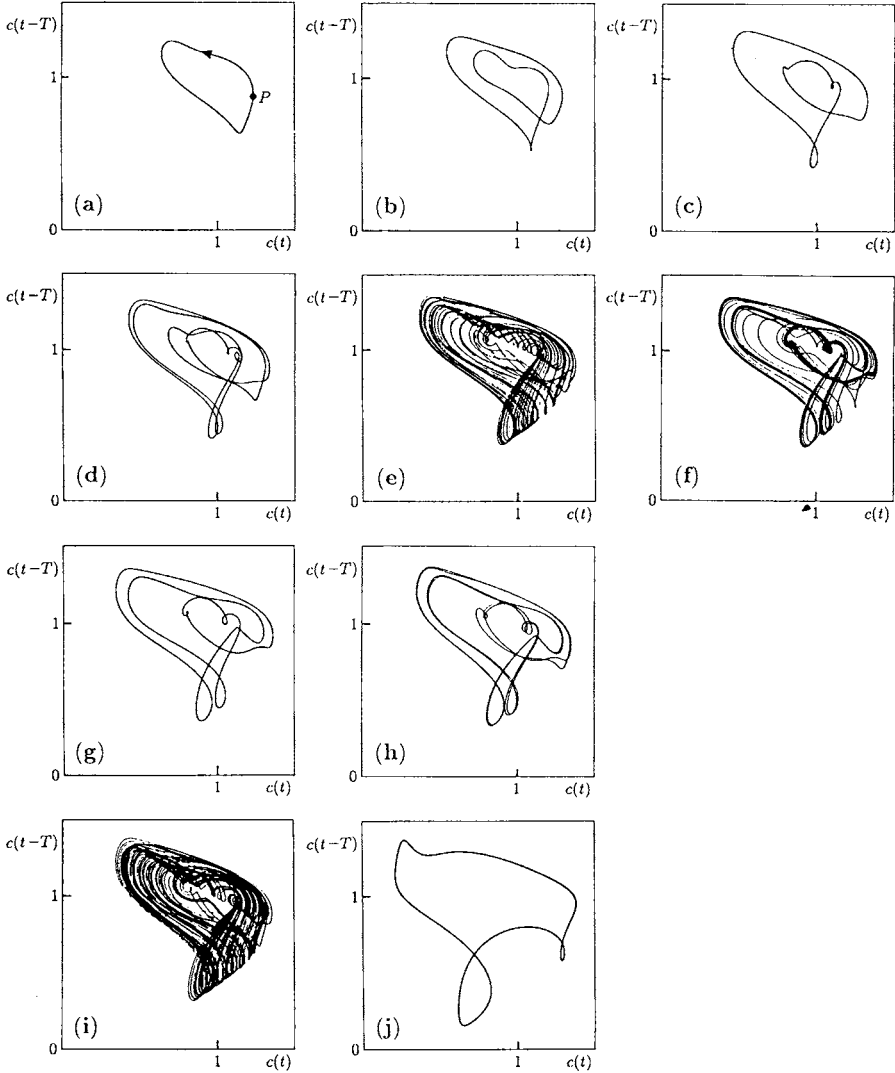 c(t−T)
1
P
(a)
0
1
c(t)
c(t−T)
1
(b)
0
1
c(t)
c(t−T)
1
(c)
0
1
c(t)
c(t−T)
1
(d)
0
1
c(t)
c(t−T)
1
(e)
0
1
c(t)
c(t−T)
1
(f)
0
1
c(t)
c(t−T)
1
(g)
0
1
c(t)
c(t−T)
1
(h)
0
1
c(t)
c(t−T)
1
(i)
0
1
c(t)
c(t−T)
1
(j)
0
1
c(t)